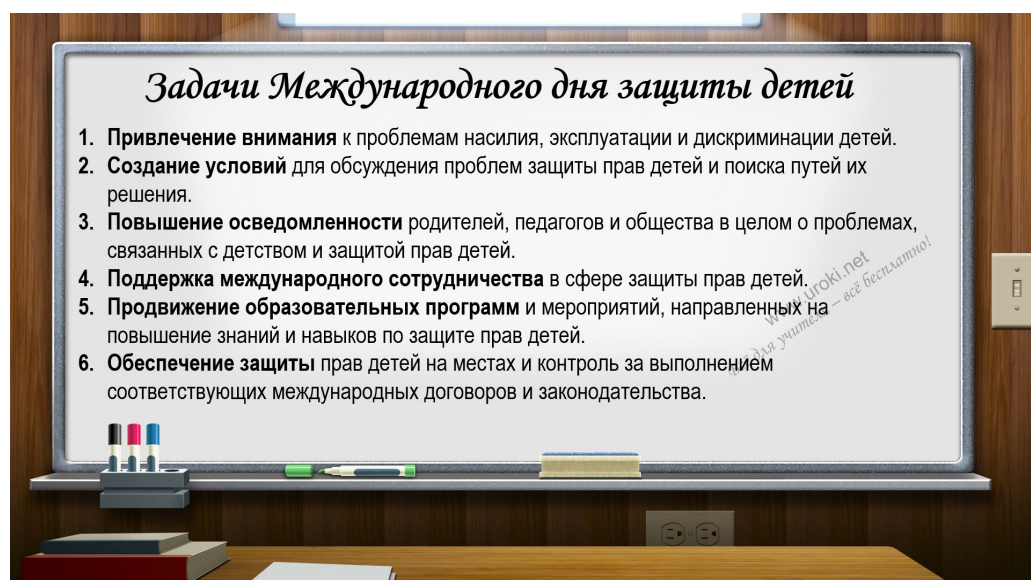 Задачи Международного дня защиты детей
1. Привлечение внимания к проблемам насилия, эксплуатации и дискриминации детей.
2. Создание условий для обсуждения проблем защиты прав детей и поиска путей их
решения.
3. Повышение осведомленности родителей, педагогов и общества в целом о проблемах,
связанных с детством и защитой прав детей.
4. Поддержка международного сотрудничества в сфере защиты прав детей.
5. Продвижение образовательных программ и мероприятий, направленных на
повышение знаний и навыков по защите прав детей.
6. Обеспечение защиты прав детей на местах и контроль за выполнением
соответствующих международных договоров и законодательства.
www.uroki.net
всё для учителя – всё бесплатно!